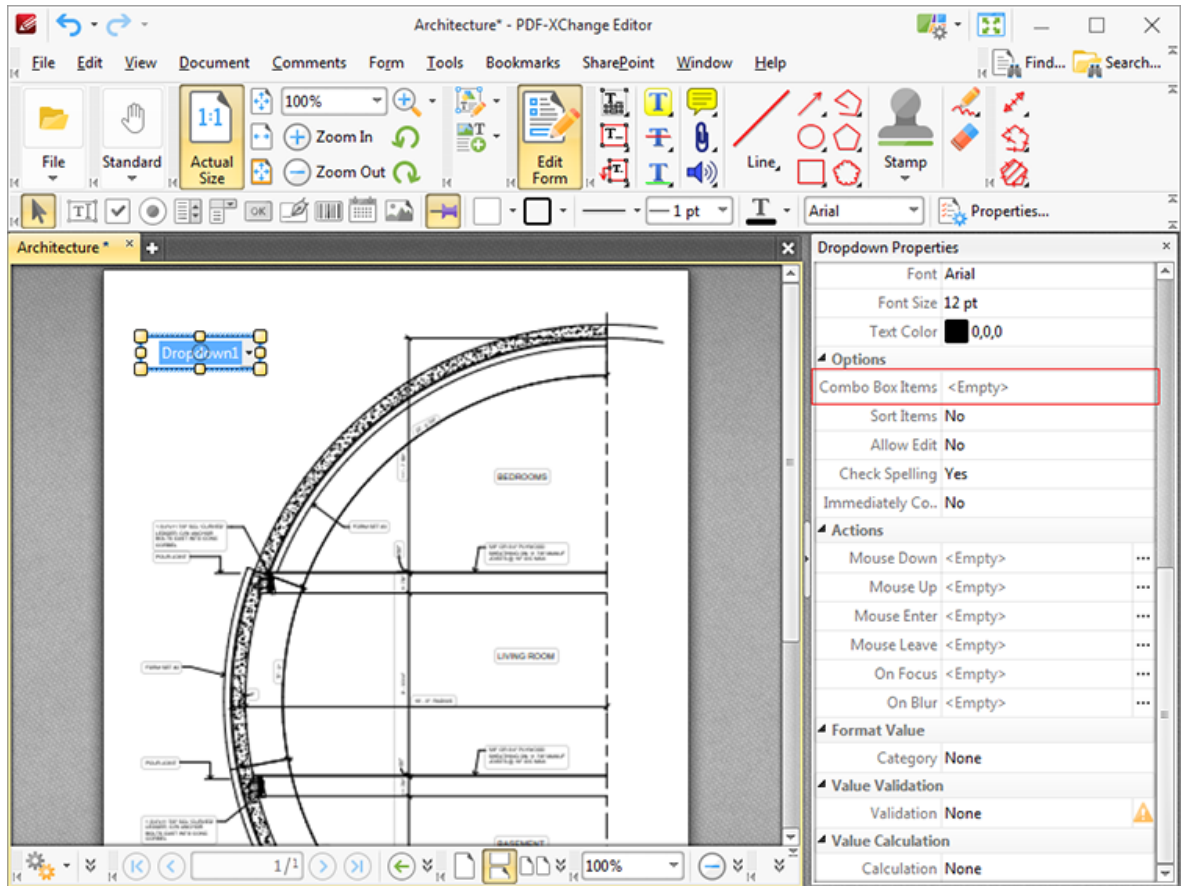 Architecture* - PDF-XChange Editor
File Edit View Document Comments Form Tools Bookmarks SharePoint Window Help
Find... Search...
File
Standard
1:1
Actual Size
100%
Zoom In
Zoom Out
Edit Form
Line
Stamp
OK
1 pt
Arial
Properties...
Architecture *
Dropdown Properties
Dropdown1
BEDROOMS
LIVING ROOM
BASEMENT
Font Arial
Font Size 12 pt
Text Color 0,0,0
Options
Combo Box Items <Empty>
Sort Items No
Allow Edit No
Check Spelling Yes
Immediately Co.. No
Actions
Mouse Down <Empty> ...
Mouse Up <Empty> ...
Mouse Enter <Empty> ...
Mouse Leave <Empty> ...
On Focus <Empty> ...
On Blur <Empty> ...
Format Value
Category None
Value Validation
Validation None
Value Calculation
Calculation None
1/1
100%